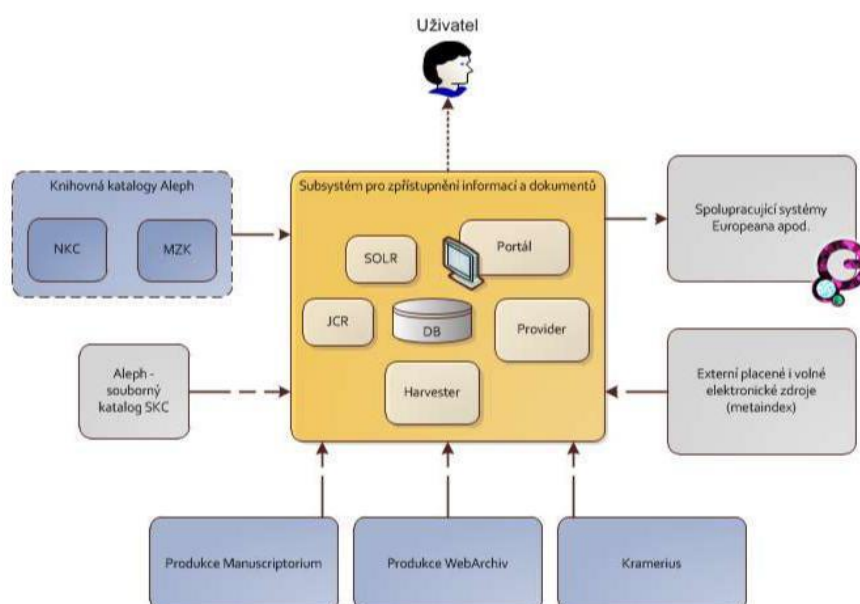 Uživatel
Knihovná katalogy Aleph
NKC
MZK
Subsystém pro zpřístupnění informací a dokumentů
SOLR
Portál
JCR
DB
Provider
Harvester
Spolupracující systémy
Europeana apod.
Aleph -
souborný
katalog SKC
Externí placené i volné
elektronické zdroje
(metaindex)
Produkce Manuscriptorium
Produkce WebArchiv
Kramerius